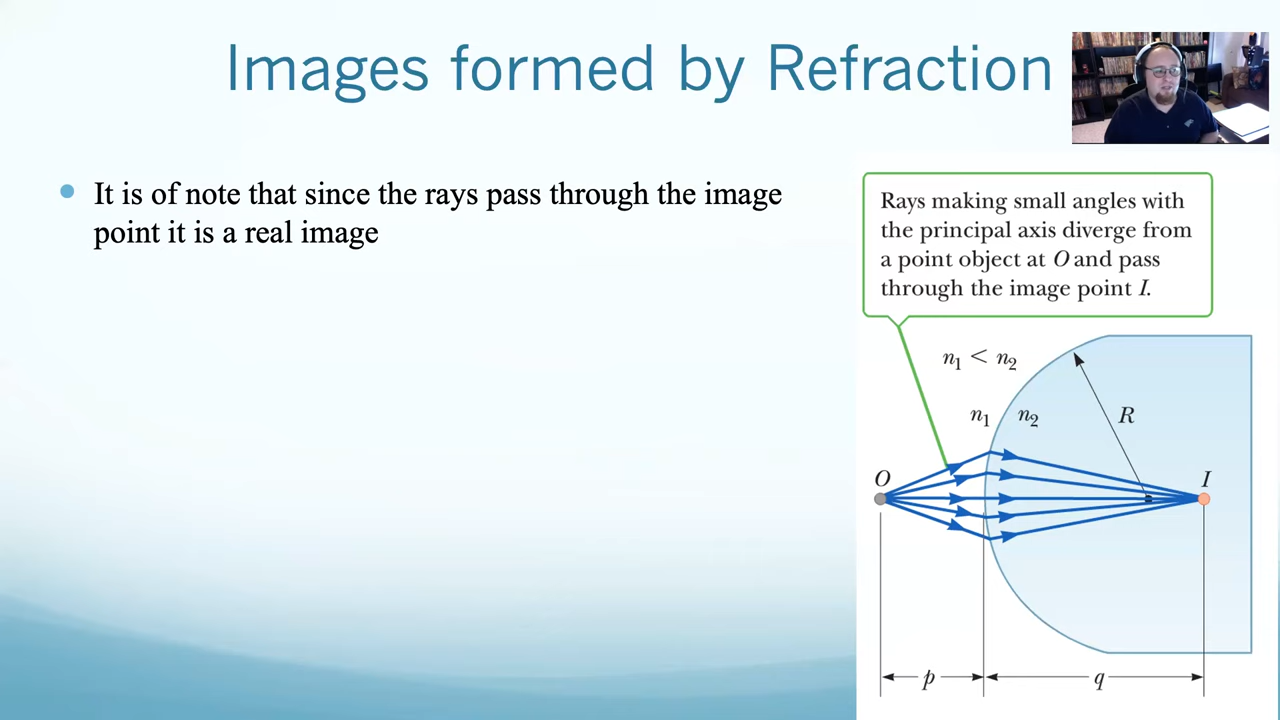 Images formed by Refraction
It is of note that since the rays pass through the image
point it is a real image
Rays making small angles with
the principal axis diverge from
a point object at O and pass
through the image point I.
n₁ < n₂
n₁ n₂
R
O
I
p
q